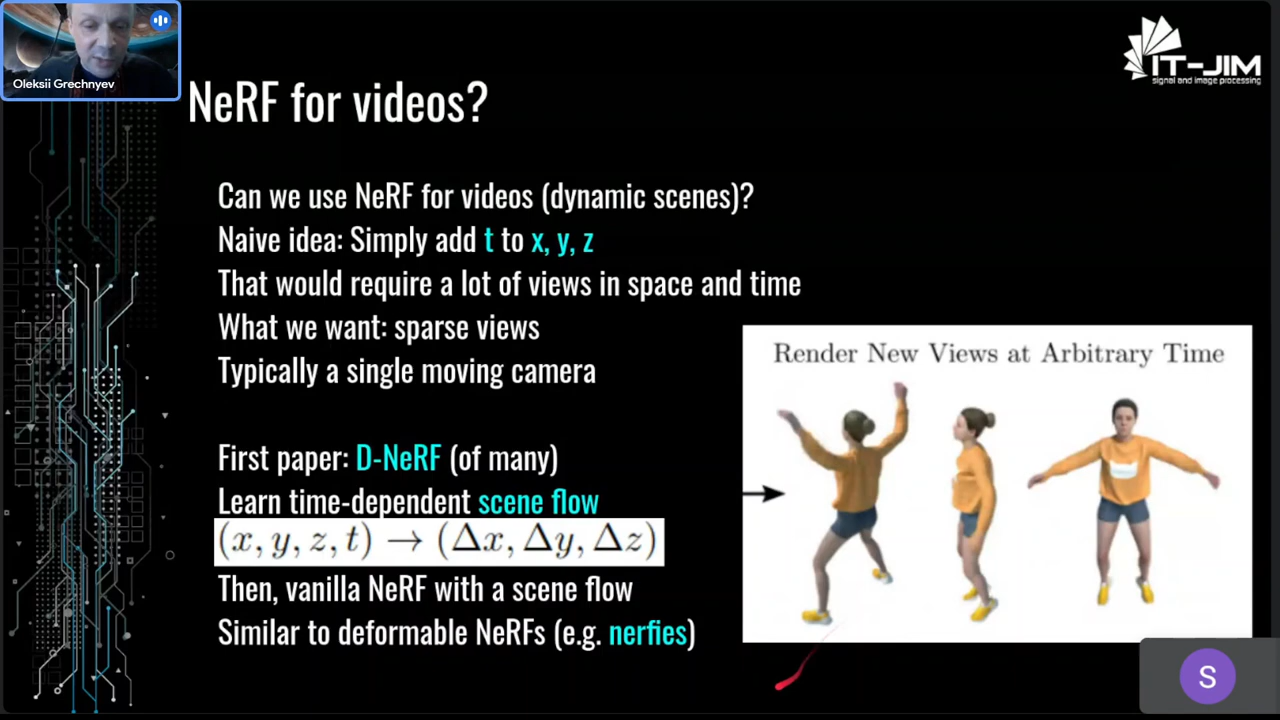 Oleksii Grechnyev
IT-JIM
signal and image processing
NeRF for videos?
Can we use NeRF for videos (dynamic scenes)?
Naive idea: Simply add t to x, y, z
That would require a lot of views in space and time
What we want: sparse views
Typically a single moving camera
Render New Views at Arbitrary Time
First paper: D-NeRF (of many)
Learn time-dependent scene flow
(x, y, z, t) → (Δx, Δy, Δz)
Then, vanilla NeRF with a scene flow
Similar to deformable NeRFs (e.g. nerfies)
S